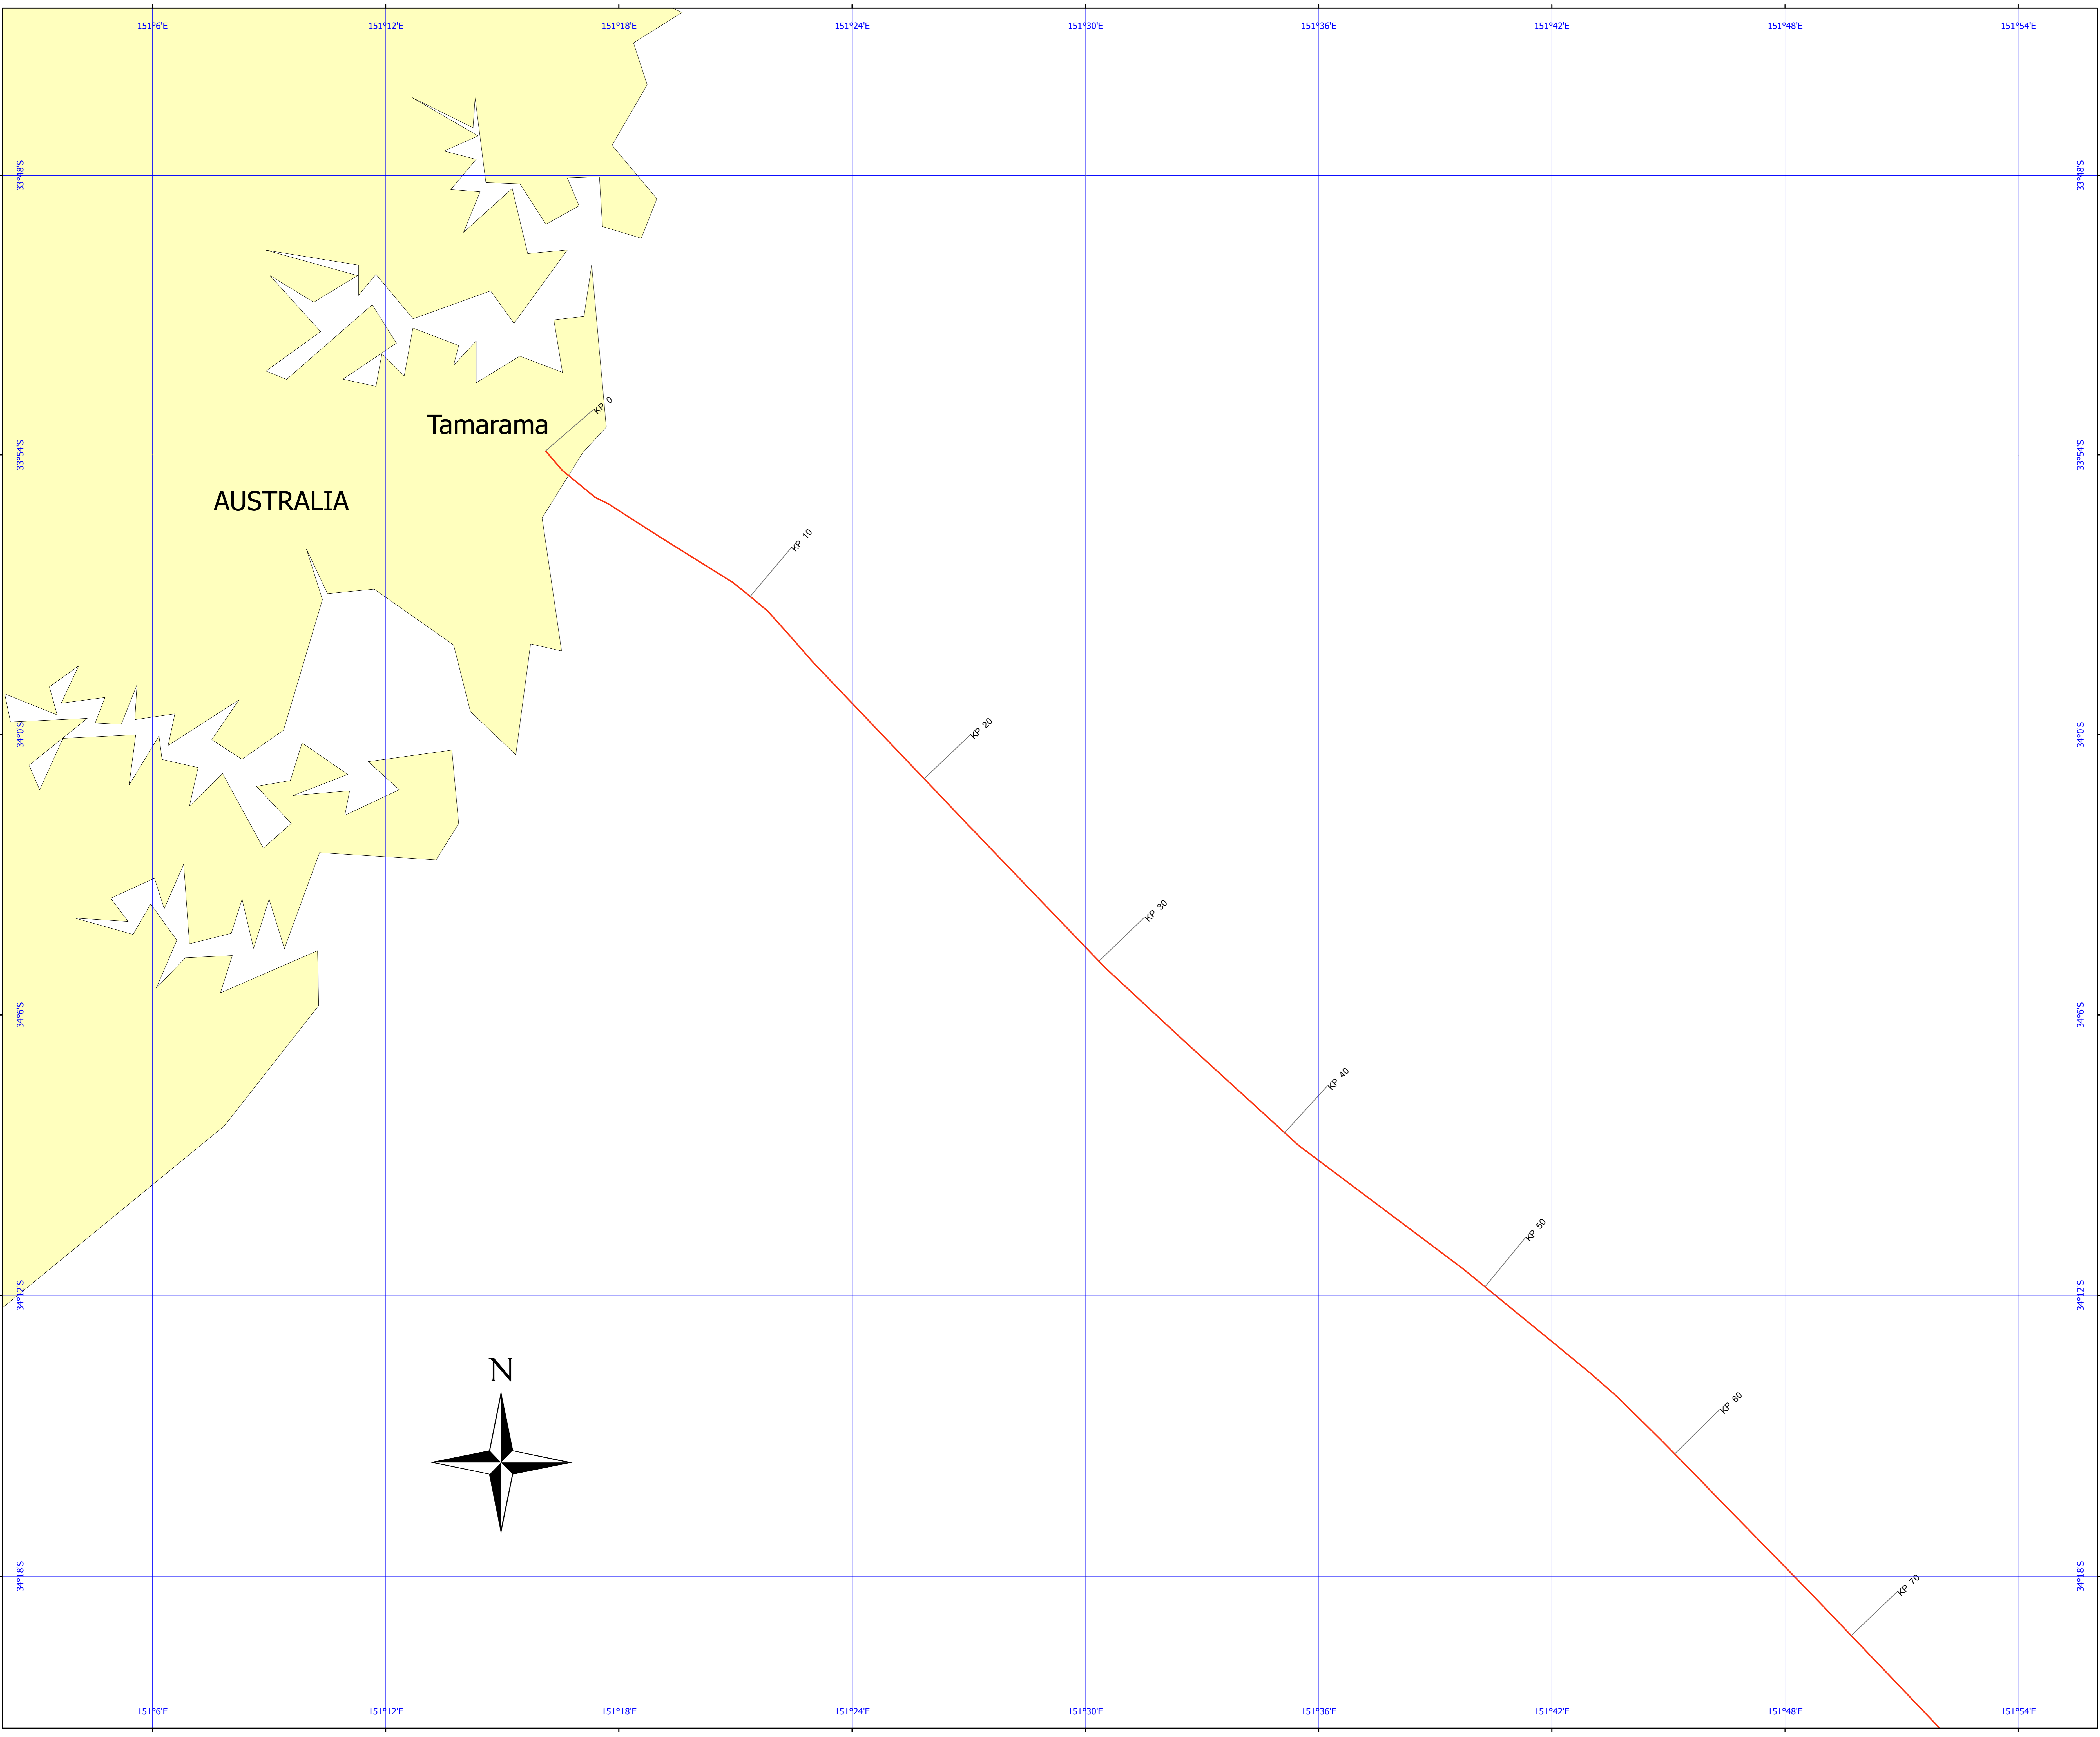 151°6'E 151°12'E 151°18'E 151°24'E 151°30'E 151°36'E 151°42'E 151°48'E 151°54'E
33°48'S 33°48'S
KP 0
Tamarama
33°54'S 33°54'S
AUSTRALIA
KP 10
KP 20
34°0'S 34°0'S
KP 30
34°6'S 34°6'S
KP 40
KP 50
34°12'S 34°12'S
N
KP 60
34°18'S 34°18'S
KP 70
151°6'E 151°12'E 151°18'E 151°24'E 151°30'E 151°36'E 151°42'E 151°48'E 151°54'E